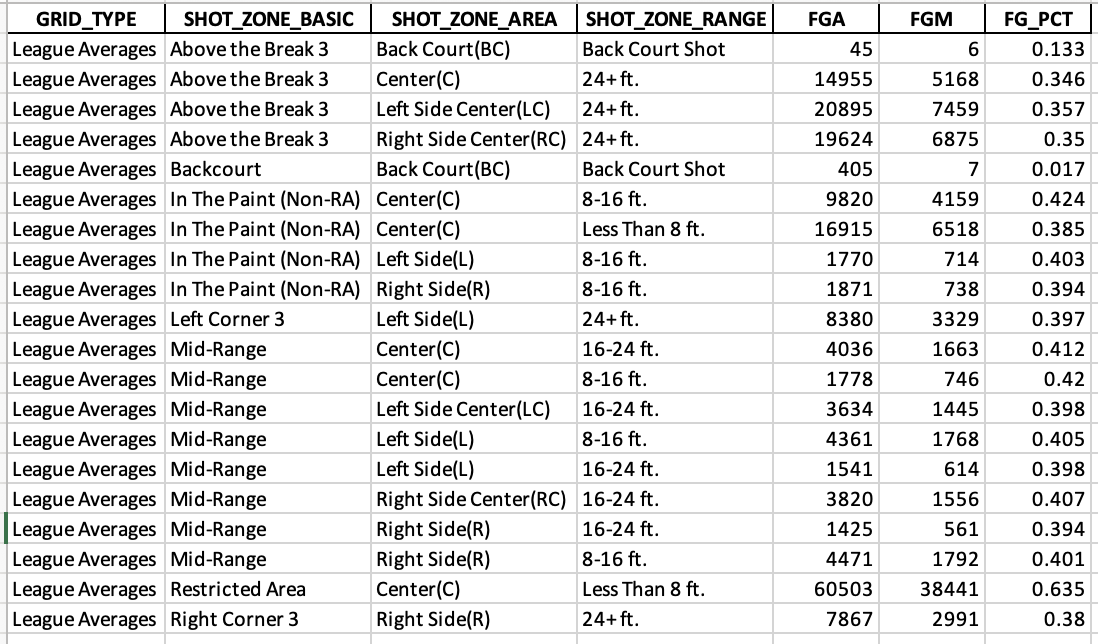 GRID_TYPE SHOT_ZONE_BASIC SHOT_ZONE_AREA SHOT_ZONE_RANGE FGA FGM FG_PCT
League Averages Above the Break 3 Back Court(BC) Back Court Shot 45 6 0.133
League Averages Above the Break 3 Center(C) 24+ ft. 14955 5168 0.346
League Averages Above the Break 3 Left Side Center(LC) 24+ ft. 20895 7459 0.357
League Averages Above the Break 3 Right Side Center(RC) 24+ ft. 19624 6875 0.35
League Averages Backcourt Back Court(BC) Back Court Shot 405 7 0.017
League Averages In The Paint (Non-RA) Center(C) 8-16 ft. 9820 4159 0.424
League Averages In The Paint (Non-RA) Center(C) Less Than 8 ft. 16915 6518 0.385
League Averages In The Paint (Non-RA) Left Side(L) 8-16 ft. 1770 714 0.403
League Averages In The Paint (Non-RA) Right Side(R) 8-16 ft. 1871 738 0.394
League Averages Left Corner 3 Left Side(L) 24+ ft. 8380 3329 0.397
League Averages Mid-Range Center(C) 16-24 ft. 4036 1663 0.412
League Averages Mid-Range Center(C) 8-16 ft. 1778 746 0.42
League Averages Mid-Range Left Side Center(LC) 16-24 ft. 3634 1445 0.398
League Averages Mid-Range Left Side(L) 8-16 ft. 4361 1768 0.405
League Averages Mid-Range Left Side(L) 16-24 ft. 1541 614 0.398
League Averages Mid-Range Right Side Center(RC) 16-24 ft. 3820 1556 0.407
League Averages Mid-Range Right Side(R) 16-24 ft. 1425 561 0.394
League Averages Mid-Range Right Side(R) 8-16 ft. 4471 1792 0.401
League Averages Restricted Area Center(C) Less Than 8 ft. 60503 38441 0.635
League Averages Right Corner 3 Right Side(R) 24+ ft. 7867 2991 0.38